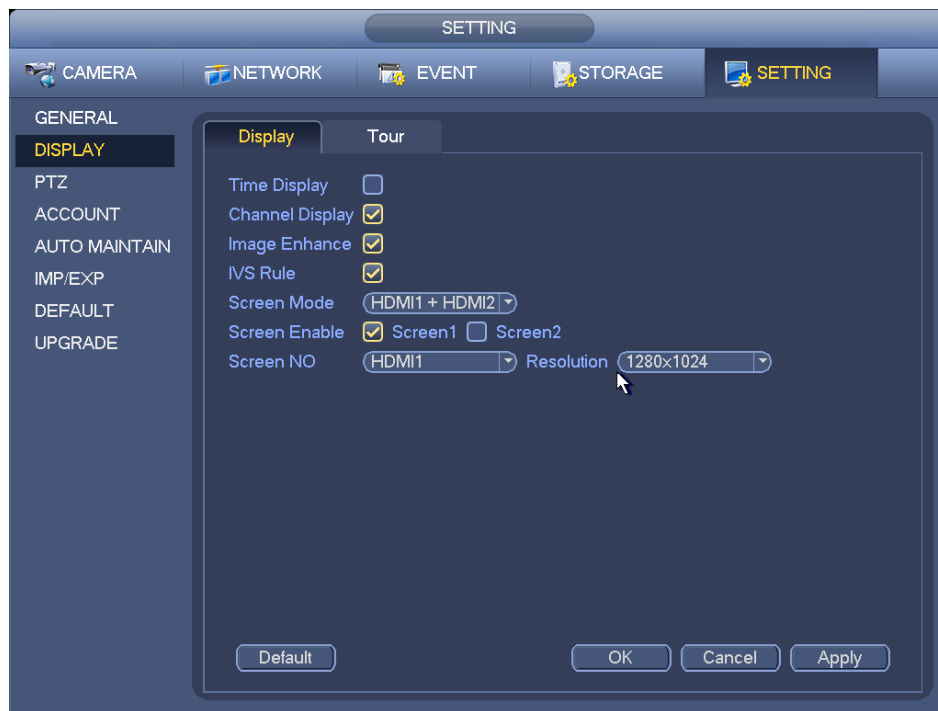 SETTING
CAMERA NETWORK EVENT STORAGE SETTING
GENERAL
DISPLAY
PTZ
ACCOUNT
AUTO MAINTAIN
IMP/EXP
DEFAULT
UPGRADE
Display Tour
Time Display
Channel Display
Image Enhance
IVS Rule
Screen Mode HDMI1 + HDMI2
Screen Enable Screen1 Screen2
Screen NO HDMI1 Resolution 1280×1024
Default OK Cancel Apply